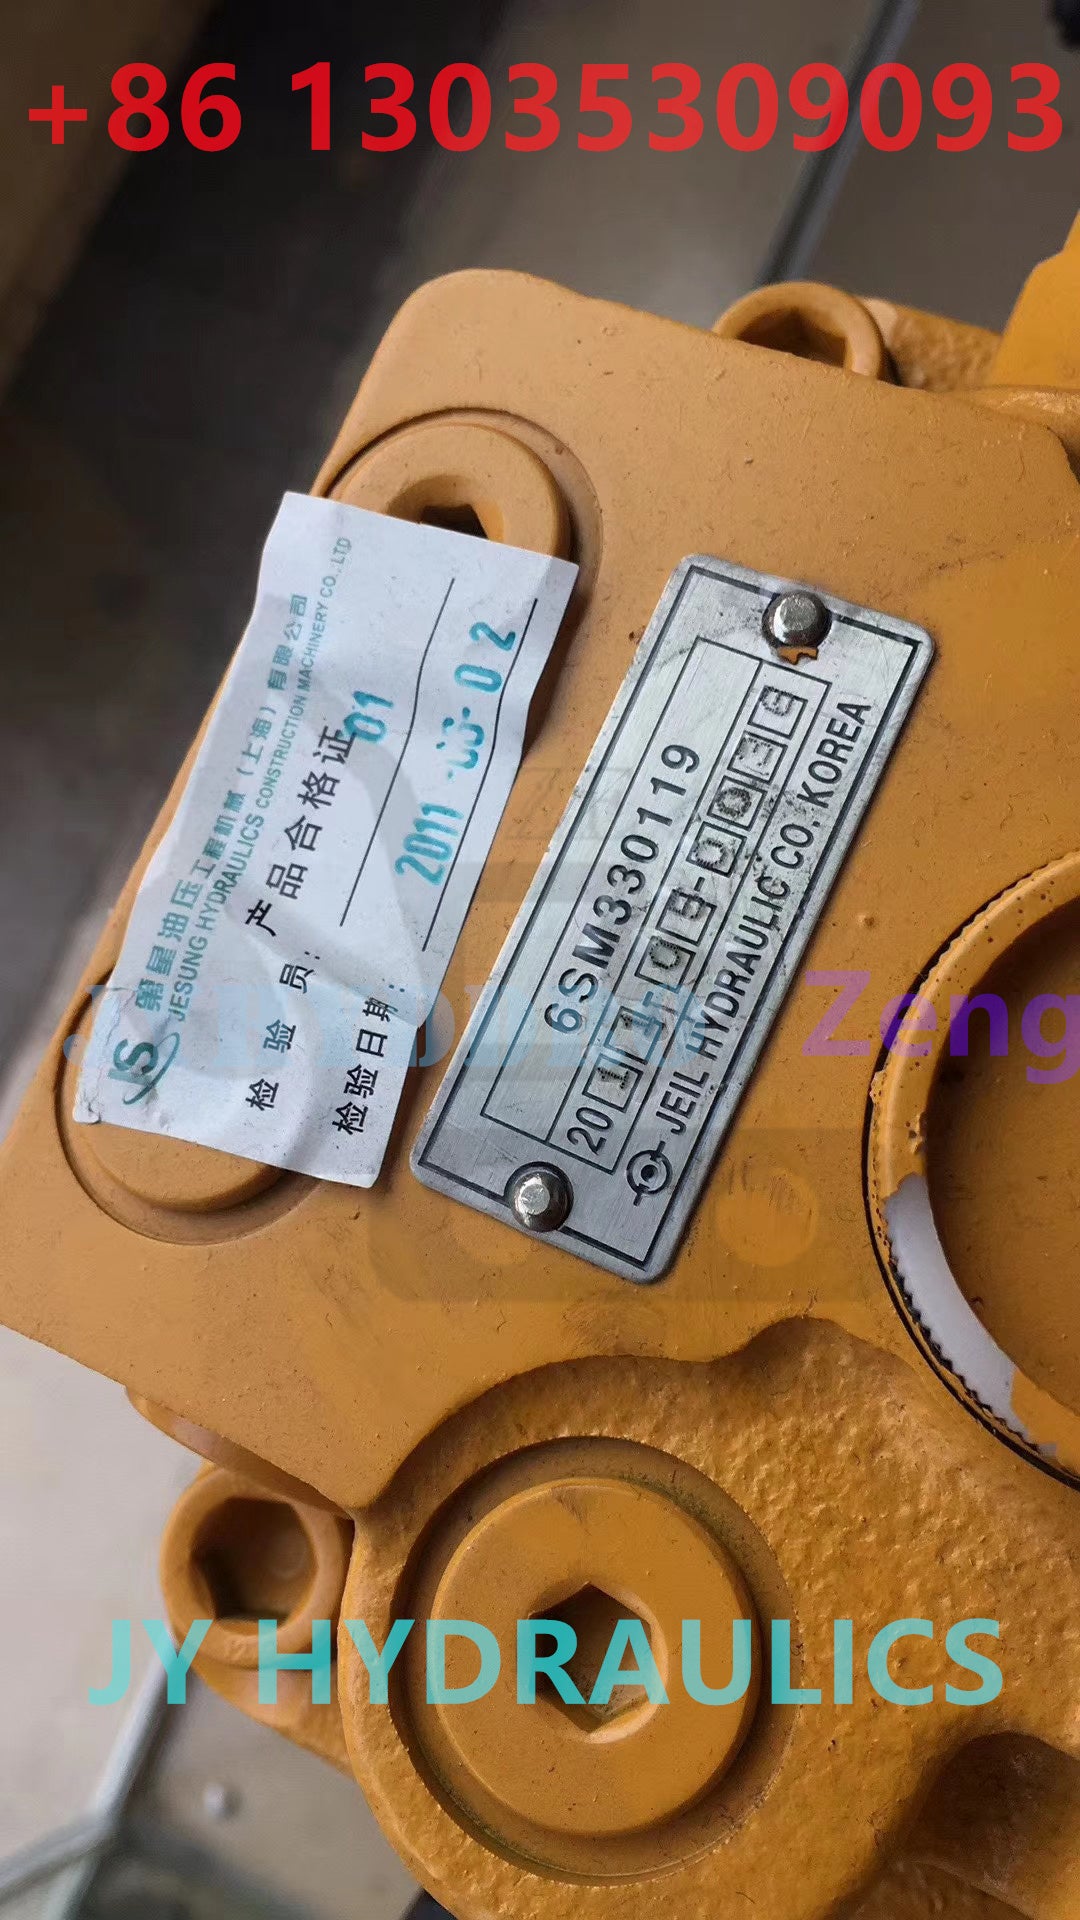 +86 13035309093
JS
第星油压工程机械(上海)有限公司
JESUNG HYDRAULICS CONSTRUCTION MACHINERY CO.,LTD
产品合格证
检验员: 01
检验日期: 2011
6SM330119
2011
JEIL HYDRAULIC CO. KOREA
Zeng
JY HYDRAULICS